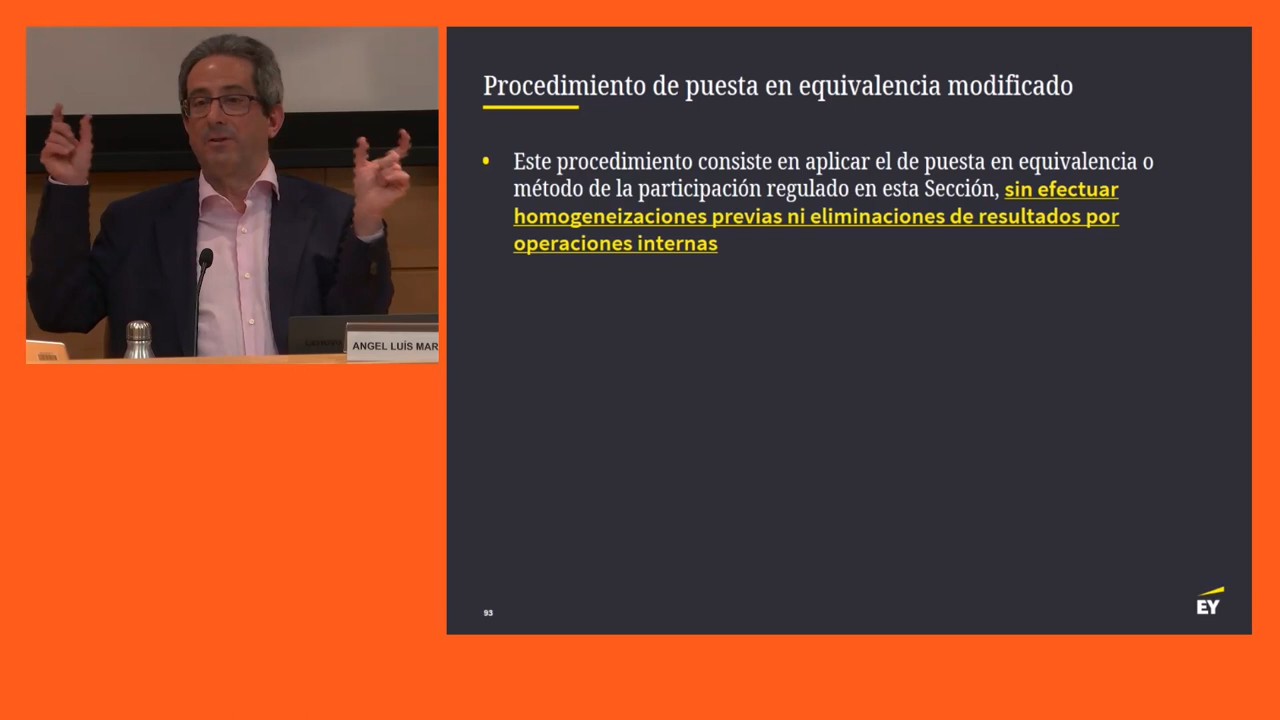 Procedimiento de puesta en equivalencia modificado
• Este procedimiento consiste en aplicar el de puesta en equivalencia o
método de la participación regulado en esta Sección, sin efectuar
homogeneizaciones previas ni eliminaciones de resultados por
operaciones internas
ANGEL LUÍS MAR
93
EY